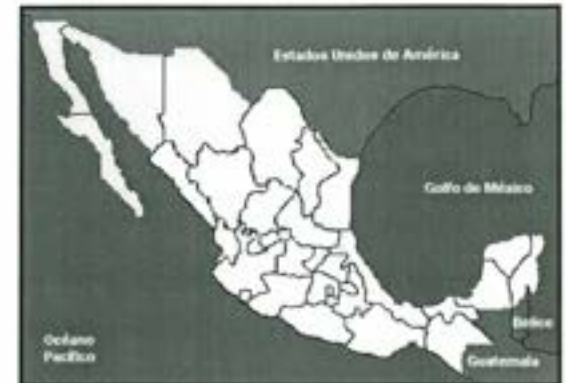 Estados Unidos de América
Golfo de México
Belice
Océano
Pacífico
Guatemala